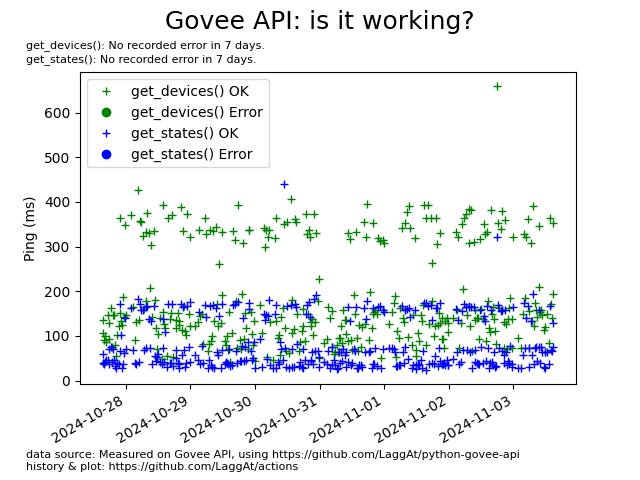 Govee API: is it working?
get_devices(): No recorded error in 7 days.
get_states(): No recorded error in 7 days.
get_devices() OK
get_devices() Error
get_states() OK
get_states() Error
Ping (ms)
600
500
400
300
200
100
0
2024-10-28
2024-10-29
2024-10-30
2024-10-31
2024-11-01
2024-11-02
2024-11-03
data source: Measured on Govee API, using https://github.com/LaggAt/python-govee-api
history & plot: https://github.com/LaggAt/actions